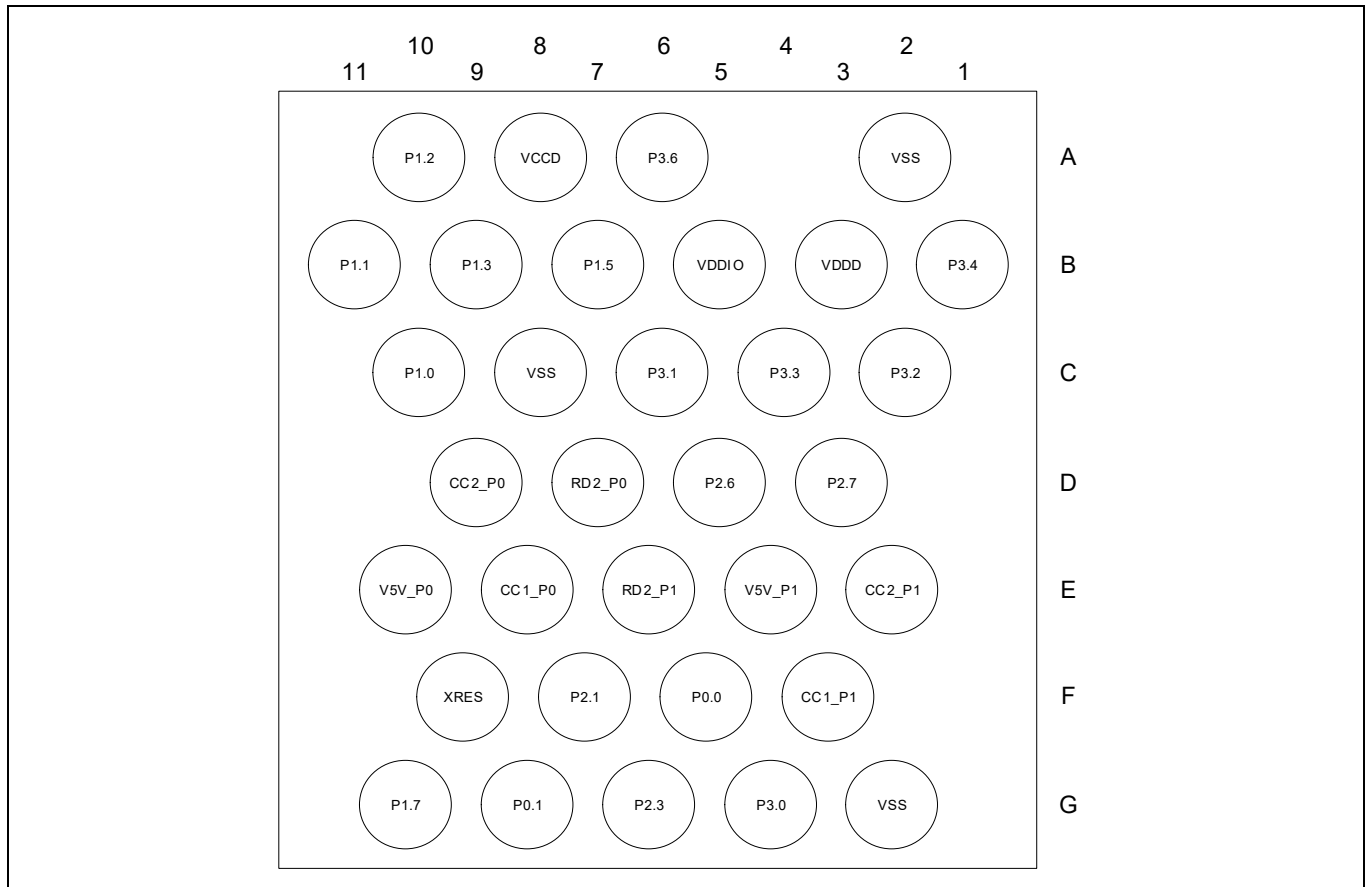 10 8 6 4 2
11 9 7 5 3 1
P1.2 VCCD P3.6 VSS A
P1.1 P1.3 P1.5 VDDIO VDDD P3.4 B
P1.0 VSS P3.1 P3.3 P3.2 C
CC2_P0 RD2_P0 P2.6 P2.7 D
V5V_P0 CC1_P0 RD2_P1 V5V_P1 CC2_P1 E
XRES P2.1 P0.0 CC1_P1 F
P1.7 P0.1 P2.3 P3.0 VSS G